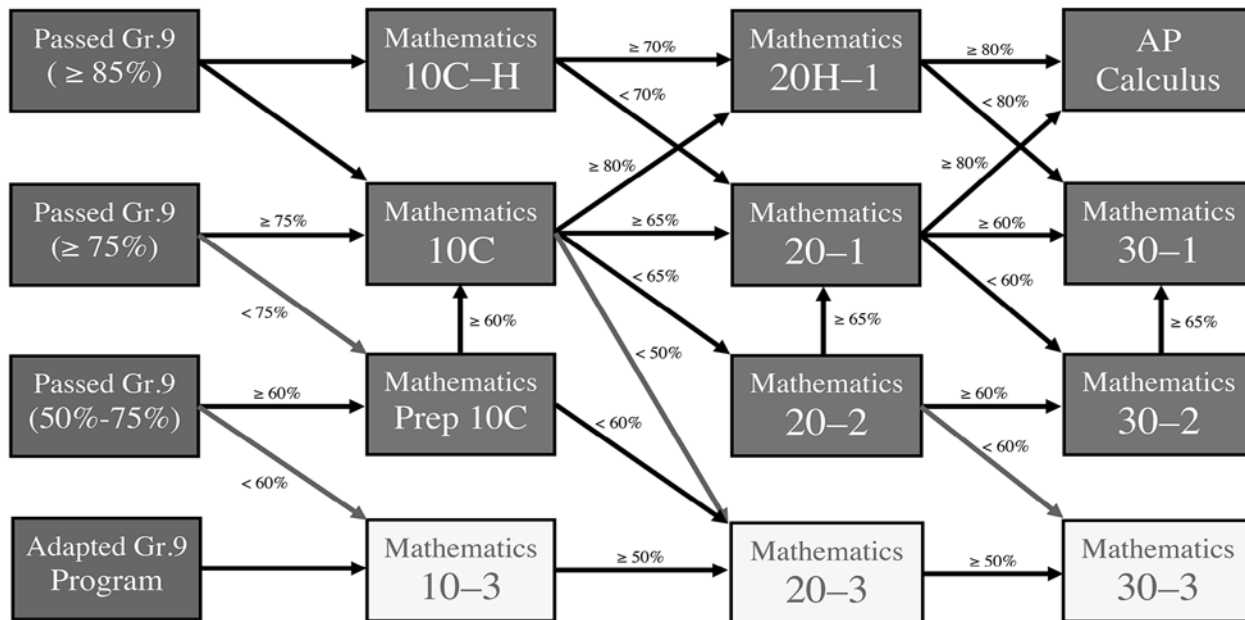 Passed Gr.9
(≥ 85%)
Mathematics
10C–H
≥ 70%
< 70%
Mathematics
20H–1
≥ 80%
< 80%
AP
Calculus
≥ 80%
≥ 80%
Passed Gr.9
(≥ 75%)
≥ 75%
< 75%
Mathematics
10C
≥ 65%
< 65%
< 50%
Mathematics
20–1
≥ 60%
< 60%
Mathematics
30–1
≥ 60%
≥ 65%
≥ 65%
Passed Gr.9
(50%-75%)
≥ 60%
< 60%
Mathematics
Prep 10C
< 60%
Mathematics
20–2
≥ 60%
< 60%
Mathematics
30–2
Adapted Gr.9
Program
Mathematics
10–3
≥ 50%
Mathematics
20–3
≥ 50%
Mathematics
30–3